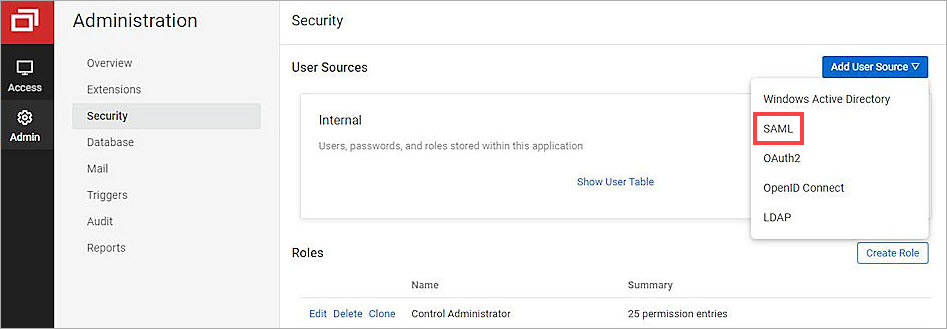 Administration
Security
Access
Admin
Overview
Extensions
Security
Database
Mail
Triggers
Audit
Reports
User Sources
Add User Source ▽
Windows Active Directory
SAML
OAuth2
OpenID Connect
LDAP
Internal
Users, passwords, and roles stored within this application
Show User Table
Roles
Create Role
Name Summary
Edit Delete Clone Control Administrator 25 permission entries